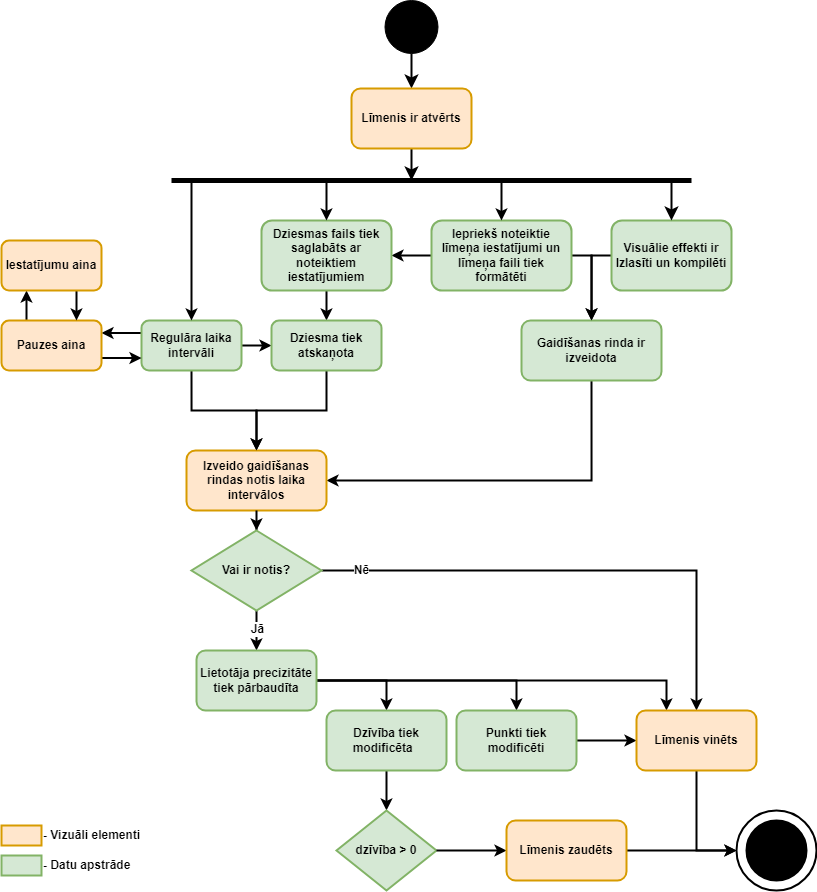 Līmenis ir atvērts
Dziesmas fails tiek
saglabāts ar
noteiktiem
iestatījumiem
Iepriekš noteiktie
līmeņa iestatījumi un
līmeņa faili tiek
formātēti
Visuālie effekti ir
Izlasīti un kompilēti
Iestatījumu aina
Pauzes aina
Regulāra laika
intervāli
Dziesma tiek
atskaņota
Gaidīšanas rinda ir
izveidota
Izveido gaidīšanas
rindas notis laika
intervālos
Vai ir notis?
Nē
Jā
Lietotāja precizitāte
tiek pārbaudīta
Dzīvība tiek
modificēta
Punkti tiek
modificēti
Līmenis vinēts
dzīvība > 0
Līmenis zaudēts
- Vizuāli elementi
- Datu apstrāde